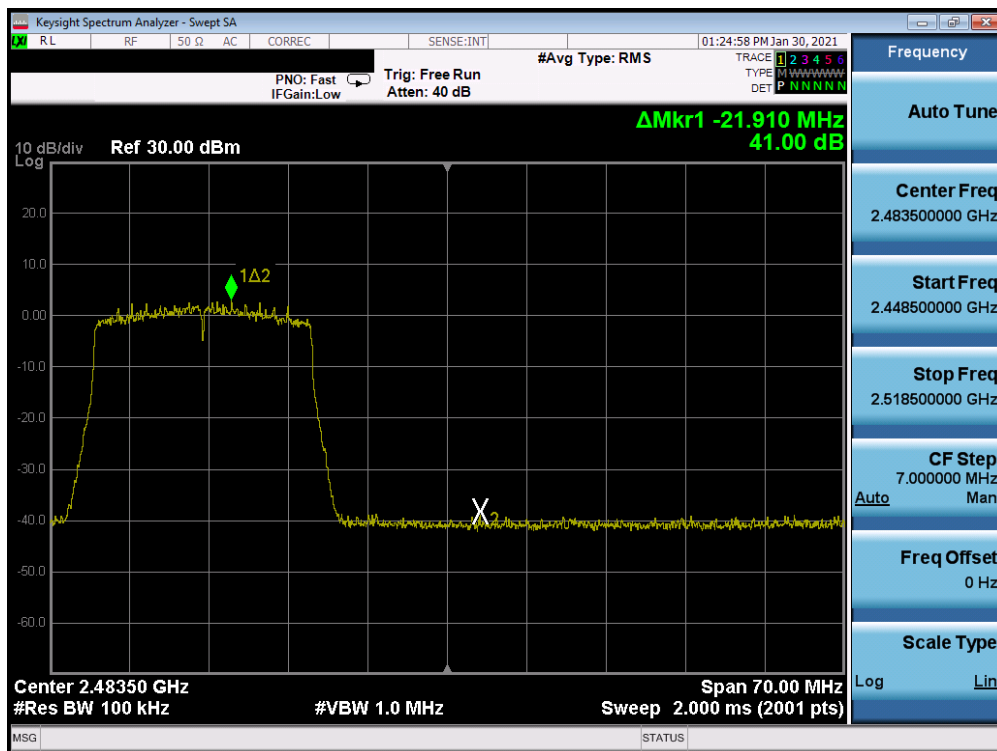 Keysight Spectrum Analyzer - Swept SA
LXI RL RF 50 Ω AC CORREC SENSE:INT 01:24:58 PM Jan 30, 2021
Frequency
#Avg Type: RMS
TRACE 1 2 3 4 5 6
TYPE M WWWWW
DET P N N N N N
PNO: Fast
IFGain:Low
Trig: Free Run
Atten: 40 dB
ΔMkr1 -21.910 MHz
41.00 dB
10 dB/div
Log
Ref 30.00 dBm
20.0
10.0
0.00
-10.0
-20.0
-30.0
-40.0
-50.0
-60.0
1Δ2
X2
Center 2.48350 GHz
Span 70.00 MHz
#Res BW 100 kHz
#VBW 1.0 MHz
Sweep 2.000 ms (2001 pts)
MSG
STATUS
Auto Tune
Center Freq
2.483500000 GHz
Start Freq
2.448500000 GHz
Stop Freq
2.518500000 GHz
CF Step
7.000000 MHz
Auto Man
Freq Offset
0 Hz
Scale Type
Log Lin